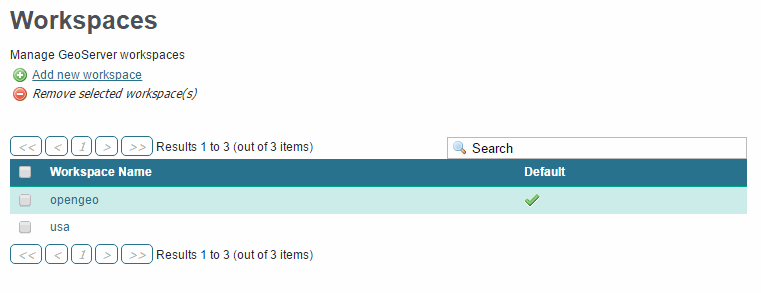 Workspaces
Manage GeoServer workspaces
Add new workspace
Remove selected workspace(s)
<< < 1 > >> Results 1 to 3 (out of 3 items) Search
Workspace Name Default
opengeo
usa
<< < 1 > >> Results 1 to 3 (out of 3 items)